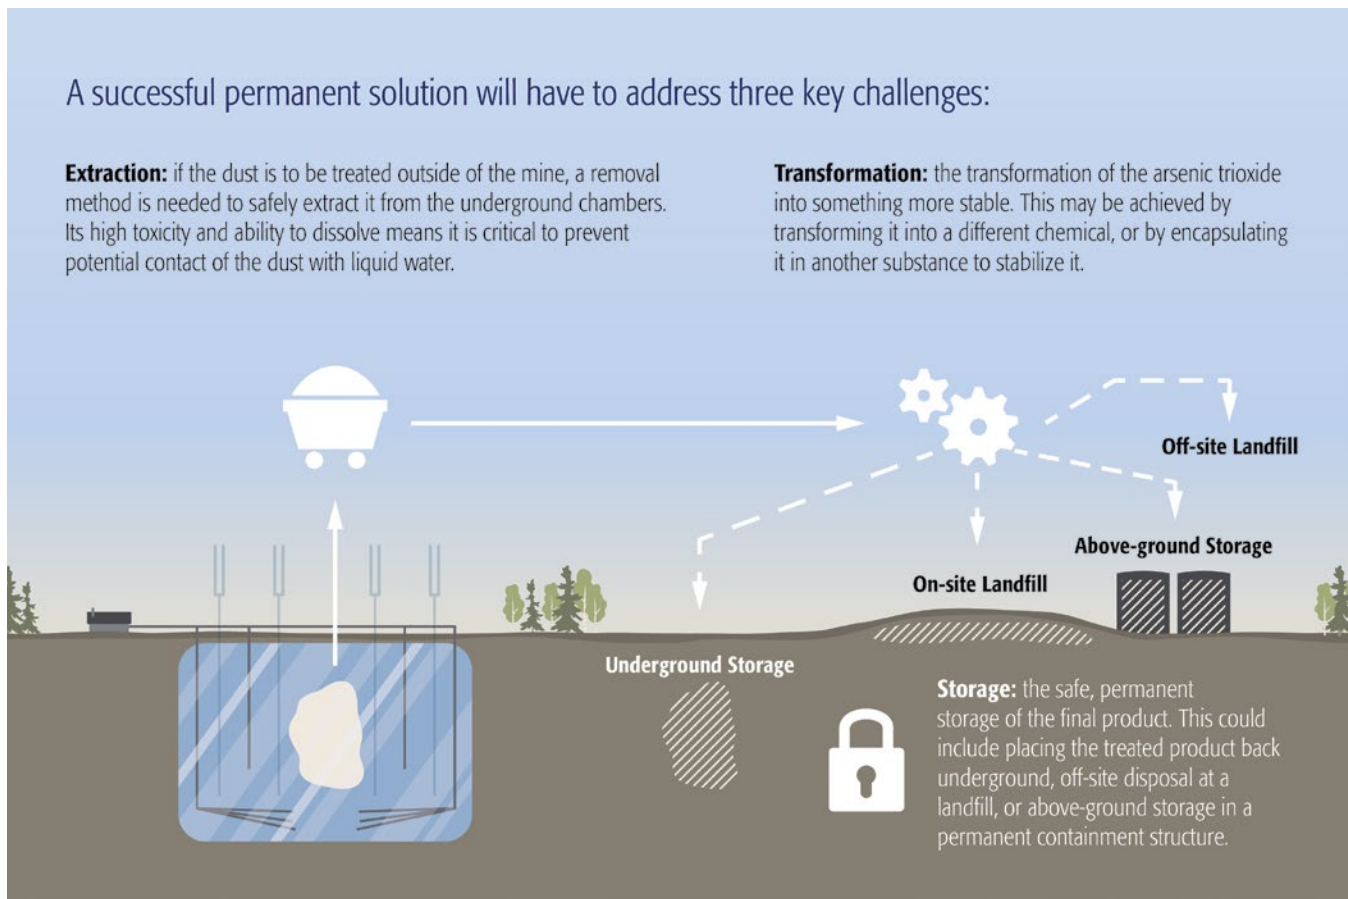 A successful permanent solution will have to address three key challenges:
Extraction: if the dust is to be treated outside of the mine, a removal
method is needed to safely extract it from the underground chambers.
Its high toxicity and ability to dissolve means it is critical to prevent
potential contact of the dust with liquid water.
Transformation: the transformation of the arsenic trioxide
into something more stable. This may be achieved by
transforming it into a different chemical, or by encapsulating
it in another substance to stabilize it.
Off-site Landfill
Above-ground Storage
On-site Landfill
Underground Storage
Storage: the safe, permanent
storage of the final product. This could
include placing the treated product back
underground, off-site disposal at a
landfill, or above-ground storage in a
permanent containment structure.